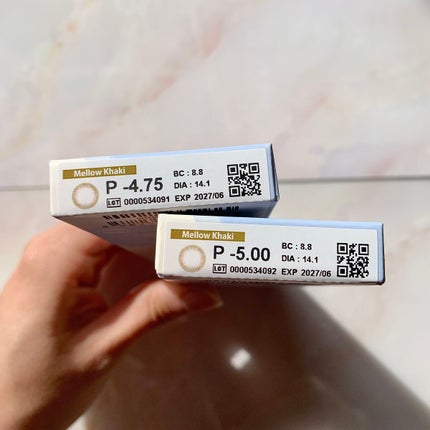 Mellow Khaki
P -4.75
BC : 8.8
DIA : 14.1
LOT 0000534091 EXP 2027/06
Mellow Khaki
P -5.00
BC : 8.8
DIA : 14.1
LOT 0000534092 EXP 2027/06